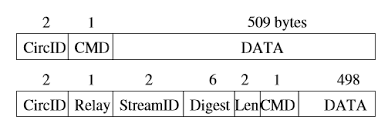 2 1 509 bytes
CircID CMD DATA
2 1 2 6 2 1 498
CircID Relay StreamID Digest Len CMD DATA